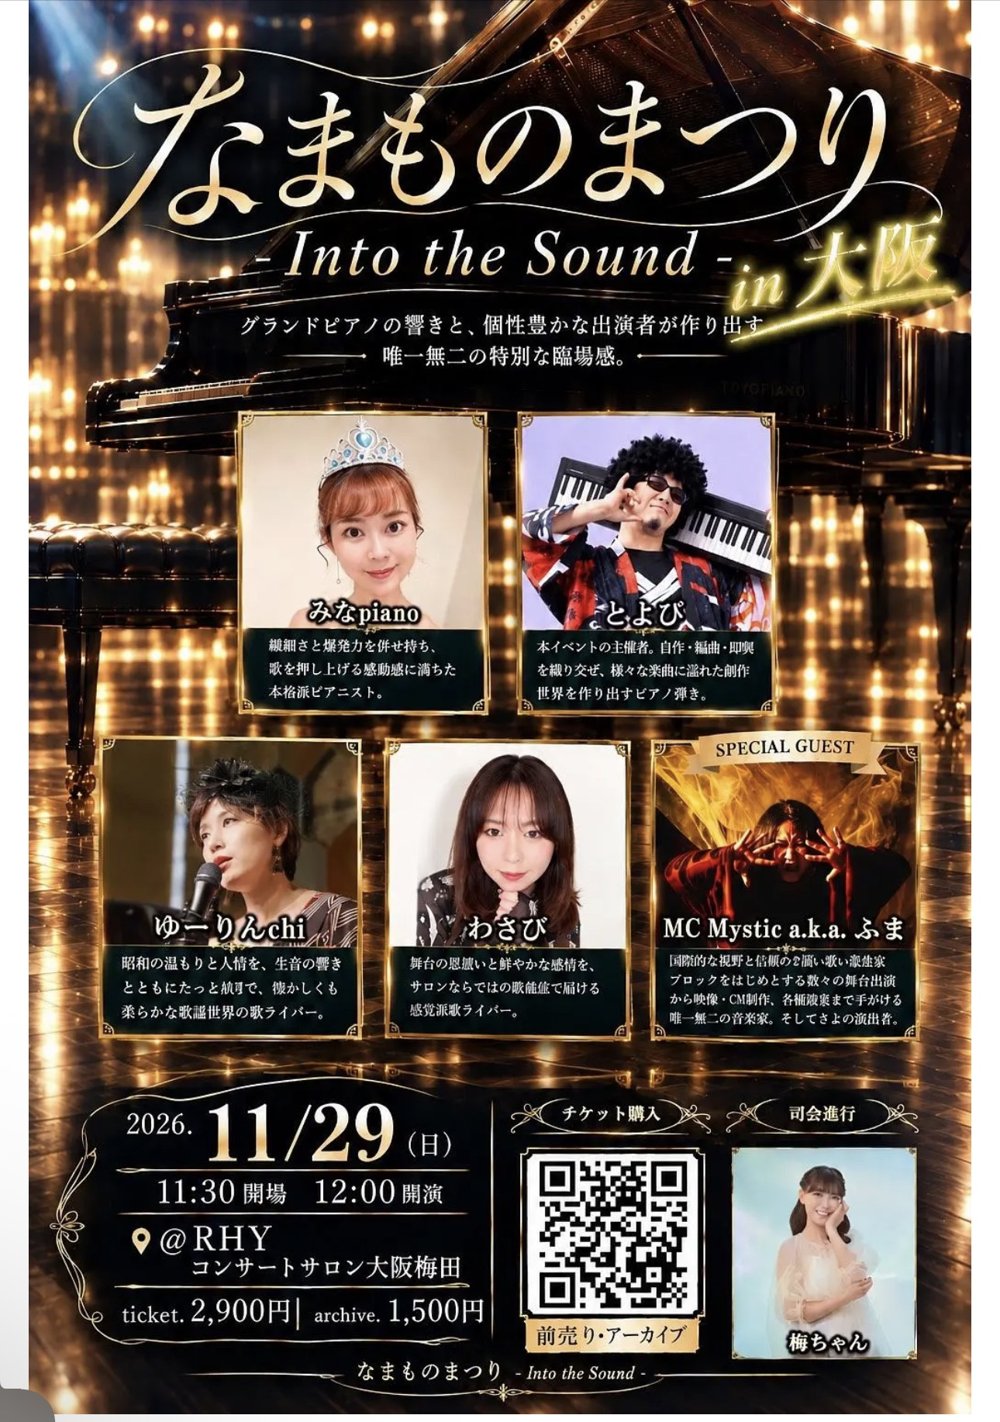 なまものまつり
- Into the Sound -
in 大阪
グランドピアノの響きと、個性豊かな出演者が作り出す
唯一無二の特別な臨場感。
TOYOPIANO
みなpiano
繊細さと爆発力を併せ持ち、
歌を押し上げる感動感に満ちた
本格派ピアニスト。
とよぴ
本イベントの主催者。自作・編曲・即興
を織り交ぜ、様々な楽曲に濡れた創作
世界を作り出すピアノ弾き。
ゆーりんchi
昭和の温もりと人情を、生音の響き
とともにたっと 、懐かしくも
柔らかな歌謡世界の歌ライバー。
わさび
舞台の いと鮮やかな感情を、
サロンならではの歌 で届ける
感覚派歌ライバー。
SPECIAL GUEST
MC Mystic a.k.a. ふま
国際的な視野と い歌い
ブロックをはじめとする数々の舞台出演
から映像・CM制作、各種 まで手がける
唯一無二の音楽家。そしてさよの演出者。
2026. 11/29 (日)
11:30 開場 12:00 開演
@ RHY
コンサートサロン大阪梅田
ticket. 2,900円| archive. 1,500円
チケット購入
前売り・アーカイブ
司会進行
梅ちゃん
なまものまつり - Into the Sound -